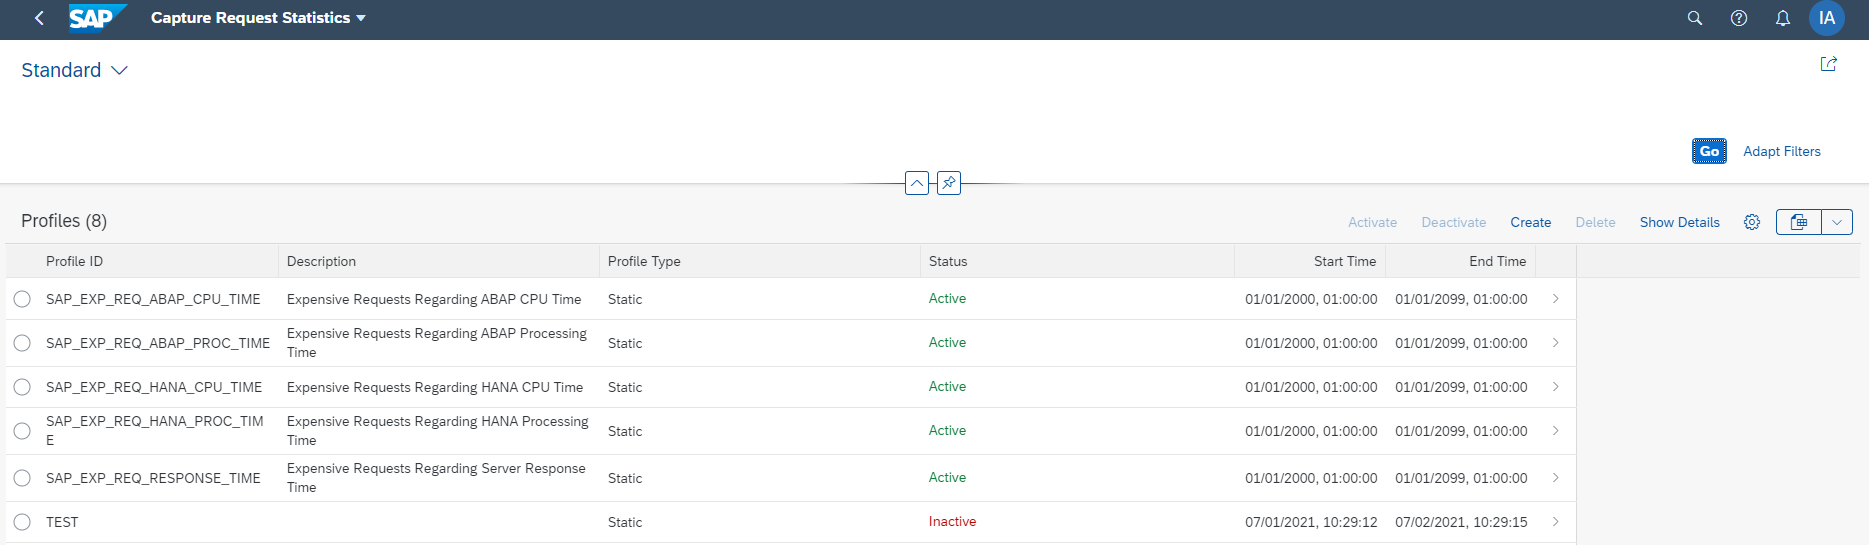 SAP Capture Request Statistics IA
Standard
Go Adapt Filters
Profiles (8) Activate Deactivate Create Delete Show Details
Profile ID Description Profile Type Status Start Time End Time
SAP_EXP_REQ_ABAP_CPU_TIME Expensive Requests Regarding ABAP CPU Time Static Active 01/01/2000, 01:00:00 01/01/2099, 01:00:00
SAP_EXP_REQ_ABAP_PROC_TIME Expensive Requests Regarding ABAP Processing
Time Static Active 01/01/2000, 01:00:00 01/01/2099, 01:00:00
SAP_EXP_REQ_HANA_CPU_TIME Expensive Requests Regarding HANA CPU Time Static Active 01/01/2000, 01:00:00 01/01/2099, 01:00:00
SAP_EXP_REQ_HANA_PROC_TIM
E Expensive Requests Regarding HANA Processing
Time Static Active 01/01/2000, 01:00:00 01/01/2099, 01:00:00
SAP_EXP_REQ_RESPONSE_TIME Expensive Requests Regarding Server Response
Time Static Active 01/01/2000, 01:00:00 01/01/2099, 01:00:00
TEST Static Inactive 07/01/2021, 10:29:12 07/02/2021, 10:29:15